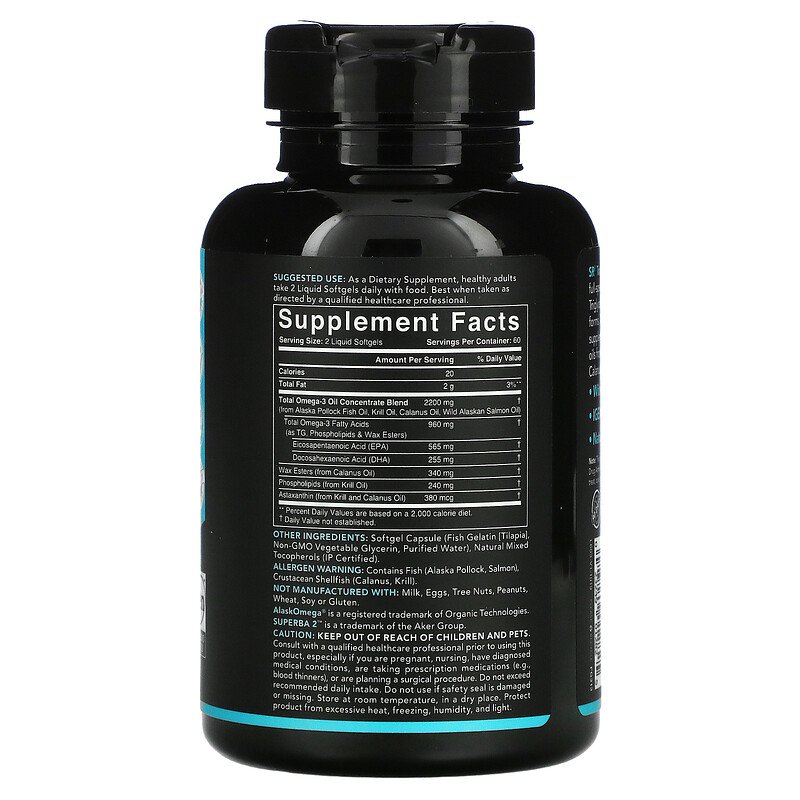 SUGGESTED USE: As a Dietary Supplement, healthy adults
take 2 Liquid Softgels daily with food. Best when taken as
directed by a qualified healthcare professional.
Supplement Facts
Serving Size: 2 Liquid Softgels Servings Per Container: 60
Amount Per Serving % Daily Value
Calories 20
Total Fat 2 g 3%**
Total Omega-3 Oil Concentrate Blend 2200 mg †
(from Alaska Pollock Fish Oil, Krill Oil, Calanus Oil, Wild Alaskan Salmon Oil)
Total Omega-3 Fatty Acids 960 mg †
(as TG, Phospholipids & Wax Esters)
Eicosapentaenoic Acid (EPA) 565 mg †
Docosahexaenoic Acid (DHA) 255 mg †
Wax Esters (from Calanus Oil) 340 mg †
Phospholipids (from Krill Oil) 240 mg †
Astaxanthin (from Krill and Calanus Oil) 380 mcg †
** Percent Daily Values are based on a 2,000 calorie diet.
† Daily Value not established.
OTHER INGREDIENTS: Softgel Capsule (Fish Gelatin [Tilapia],
Non-GMO Vegetable Glycerin, Purified Water), Natural Mixed
Tocopherols (IP Certified).
ALLERGEN WARNING: Contains Fish (Alaska Pollock, Salmon),
Crustacean Shellfish (Calanus, Krill).
NOT MANUFACTURED WITH: Milk, Eggs, Tree Nuts, Peanuts,
Wheat, Soy or Gluten.
AlaskOmega® is a registered trademark of Organic Technologies.
SUPERBA 2™ is a trademark of the Aker Group.
CAUTION: KEEP OUT OF REACH OF CHILDREN AND PETS.
Consult with a qualified healthcare professional prior to using this
product, especially if you are pregnant, nursing, have diagnosed
medical conditions, are taking prescription medications (e.g.,
blood thinners), or are planning a surgical procedure. Do not exceed
recommended daily intake. Do not use if safety seal is damaged
or missing. Store at room temperature, in a dry place. Protect
product from excessive heat, freezing, humidity, and light.